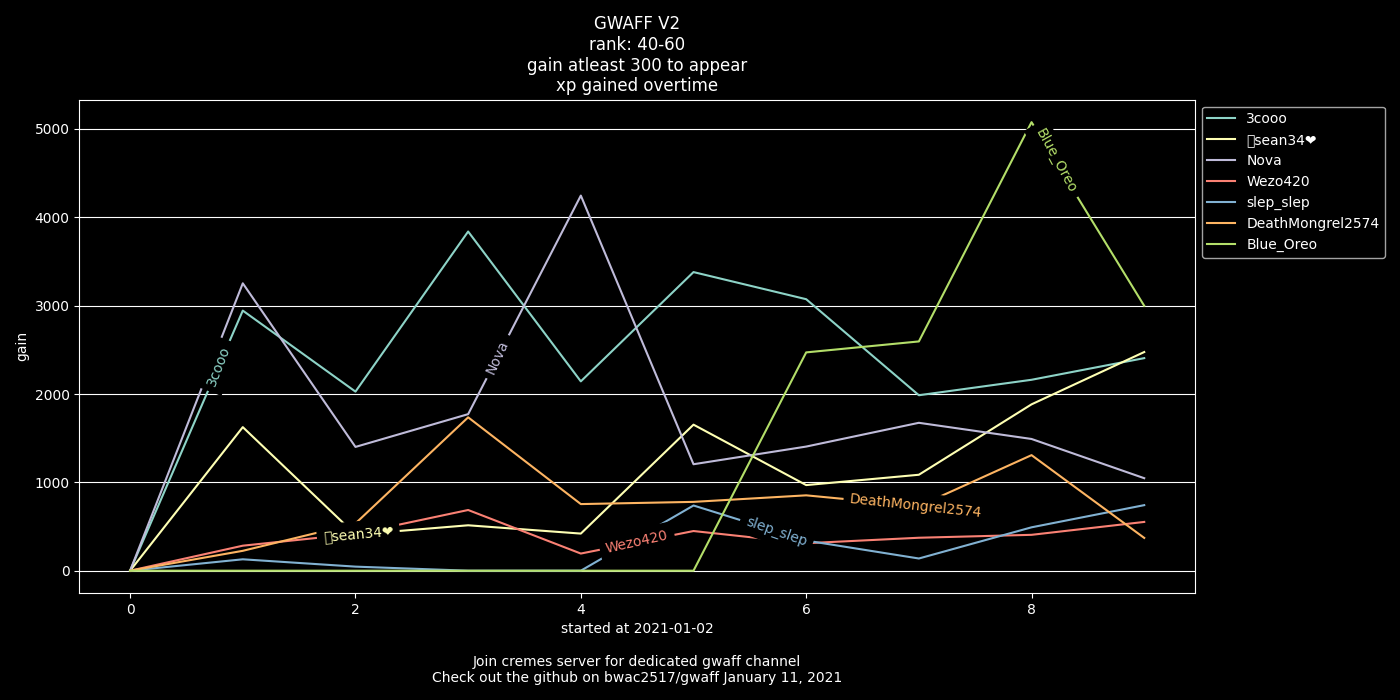 GWAFF V2
rank: 40-60
gain atleast 300 to appear
xp gained overtime
5000
4000
3000
2000
1000
0
gain
3cooo
Nova
sean34❤
Wezo420
slep_slep
DeathMongrel2574
Blue_Oreo
3cooo
sean34❤
Nova
Wezo420
slep_slep
DeathMongrel2574
Blue_Oreo
0 2 4 6 8
started at 2021-01-02
Join cremes server for dedicated gwaff channel
Check out the github on bwac2517/gwaff January 11, 2021